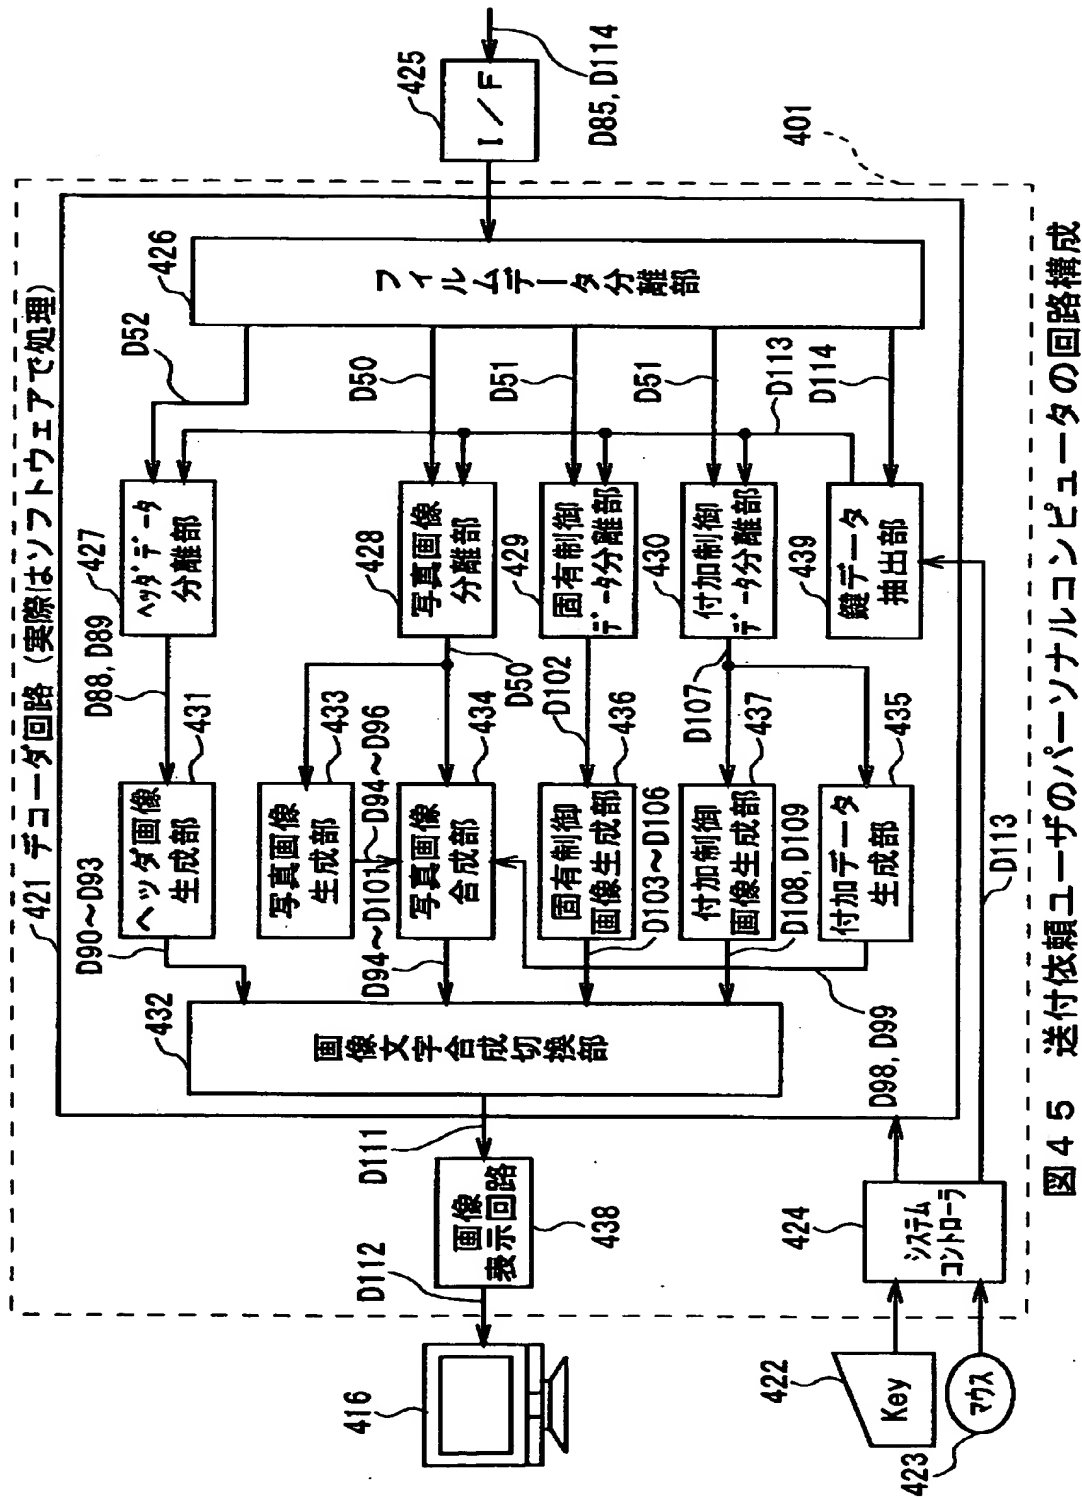 421 デコーダ回路(実際はソフトウェアで処理)
416
D112
画像
表示回路
438
D111
432
画像文字合成切換部
D90～D93
ヘッダ画像
生成部
431
D88, D89
427
ヘッダデータ
分離部
D52
426
フィルムデータ分離部
425
I/F
D85, D114
401
写真画像
生成部
433
D94～D101
D94～D96
D94～
写真画像
合成部
434
D50
428
写真画像
分離部
D50
固有制御
画像生成部
436
D103～D106
D102
429
固有制御
データ分離部
D51
付加制御
画像生成部
437
D108, D109
D107
430
付加制御
データ分離部
D51
付加データ
生成部
435
D98, D99
439
鍵データ
抽出部
D113
D114
422
Key
423
マウス
424
システム
コントローラ
D113
図45 送付依頼ユーザのパーソナルコンピュータの回路構成